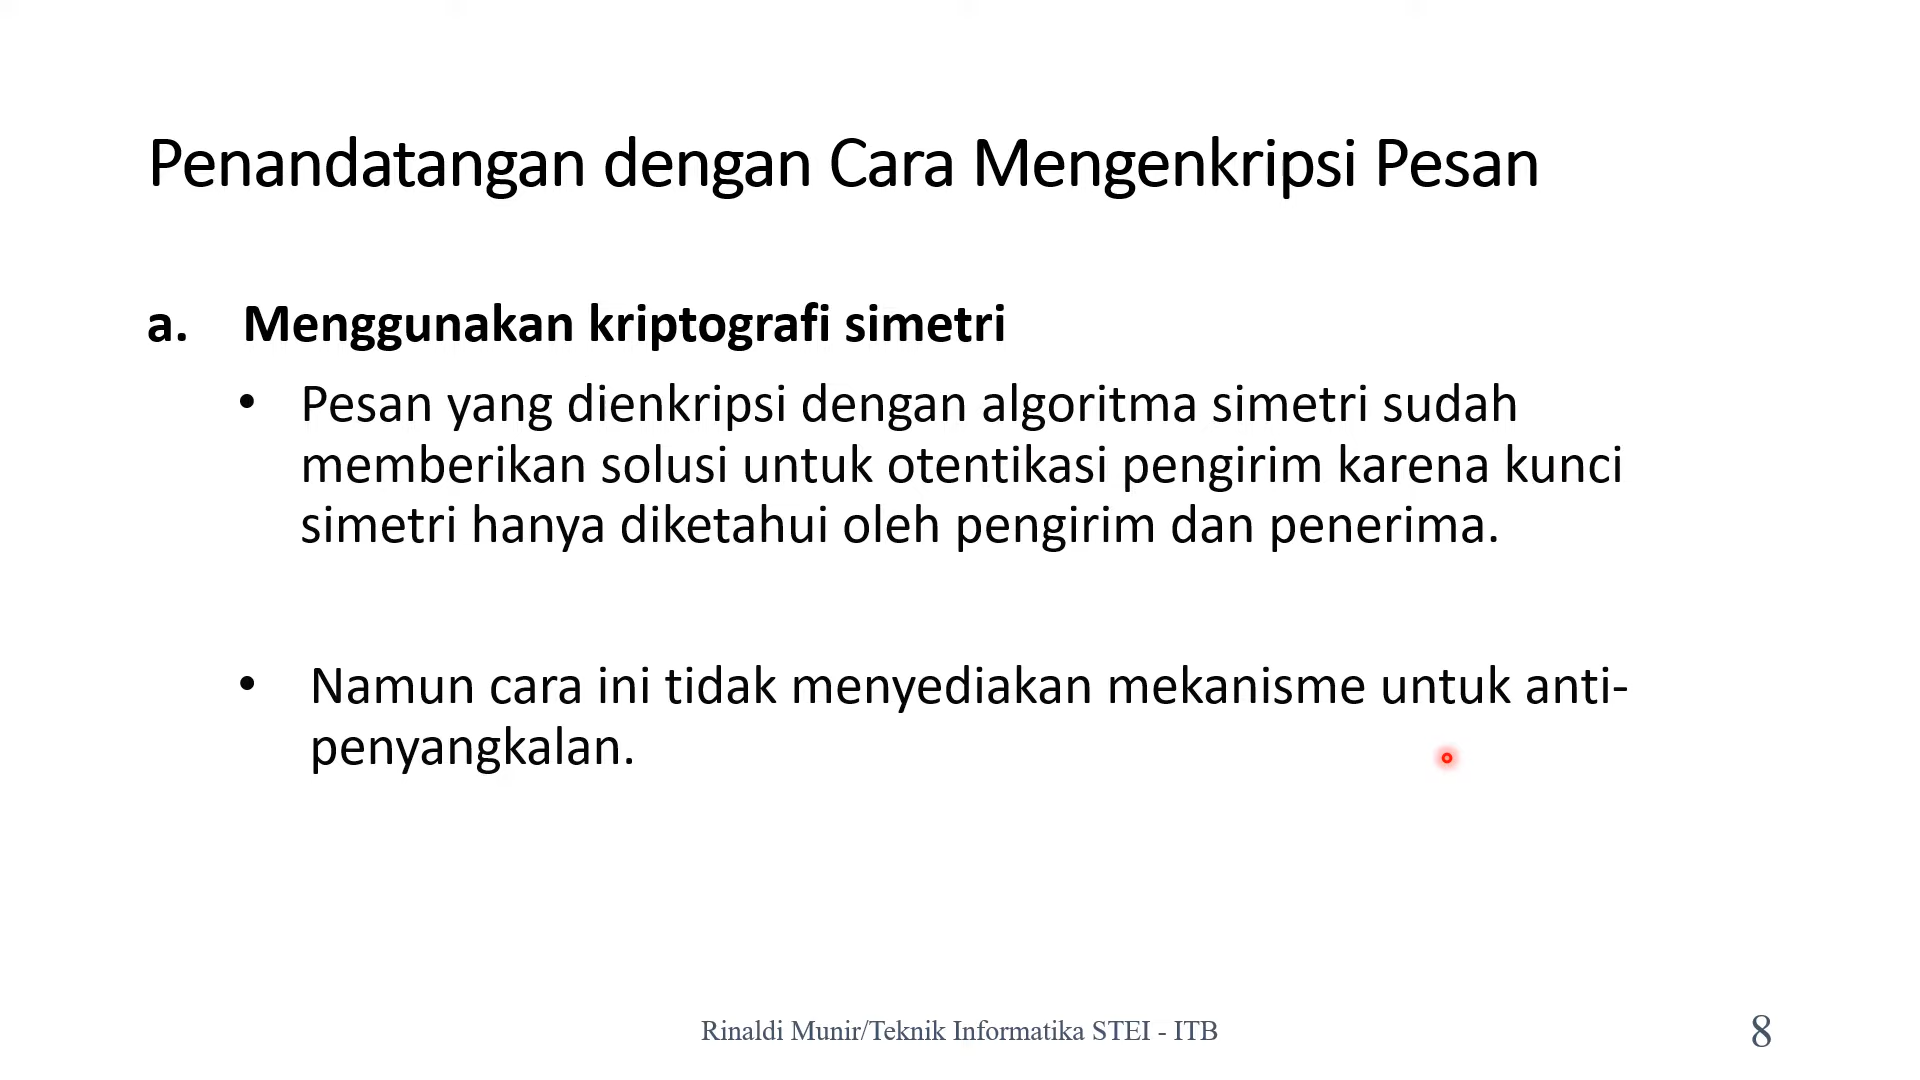 Penandatangan dengan Cara Mengenkripsi Pesan
a. Menggunakan kriptografi simetri
• Pesan yang dienkripsi dengan algoritma simetri sudah
memberikan solusi untuk otentikasi pengirim karena kunci
simetri hanya diketahui oleh pengirim dan penerima.
• Namun cara ini tidak menyediakan mekanisme untuk anti-
penyangkalan.
Rinaldi Munir/Teknik Informatika STEI - ITB
8